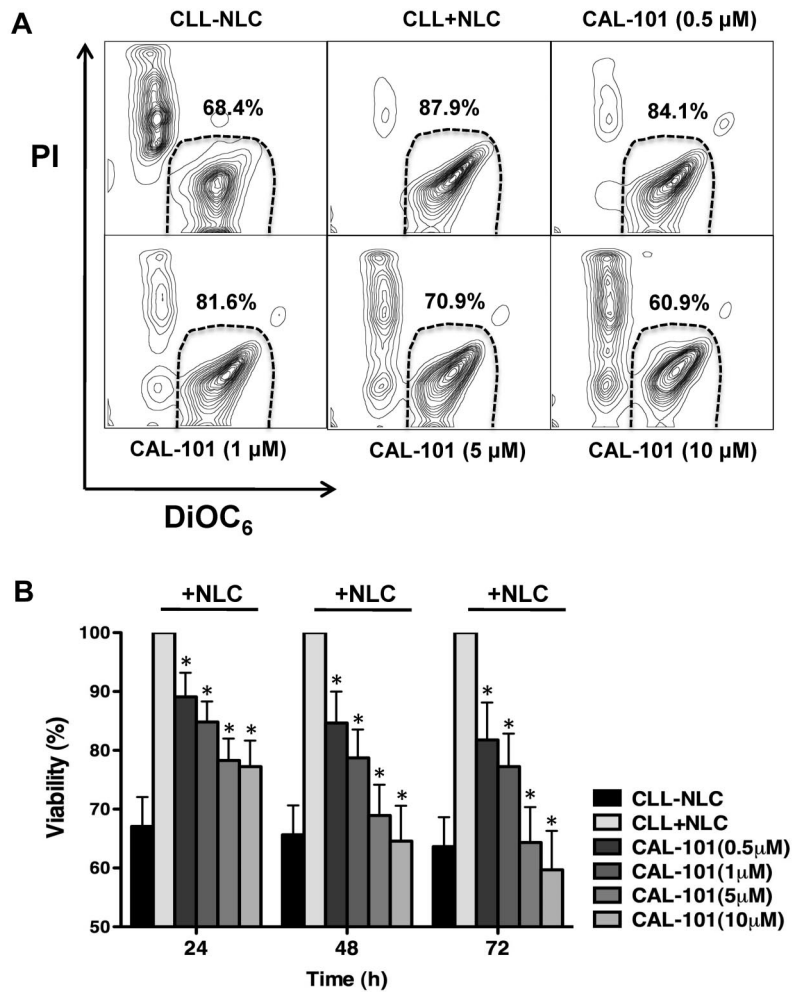 A
CLL-NLC CLL+NLC CAL-101 (0.5 µM)
68.4% 87.9% 84.1%
PI
81.6% 70.9% 60.9%
CAL-101 (1 µM) CAL-101 (5 µM) CAL-101 (10 µM)
DiOC6
B
+NLC +NLC +NLC
100
90
80
70
60
50
Viability (%)
* * * *
* * * *
* * * *
24 48 72
Time (h)
CLL-NLC
CLL+NLC
CAL-101(0.5µM)
CAL-101(1µM)
CAL-101(5µM)
CAL-101(10µM)